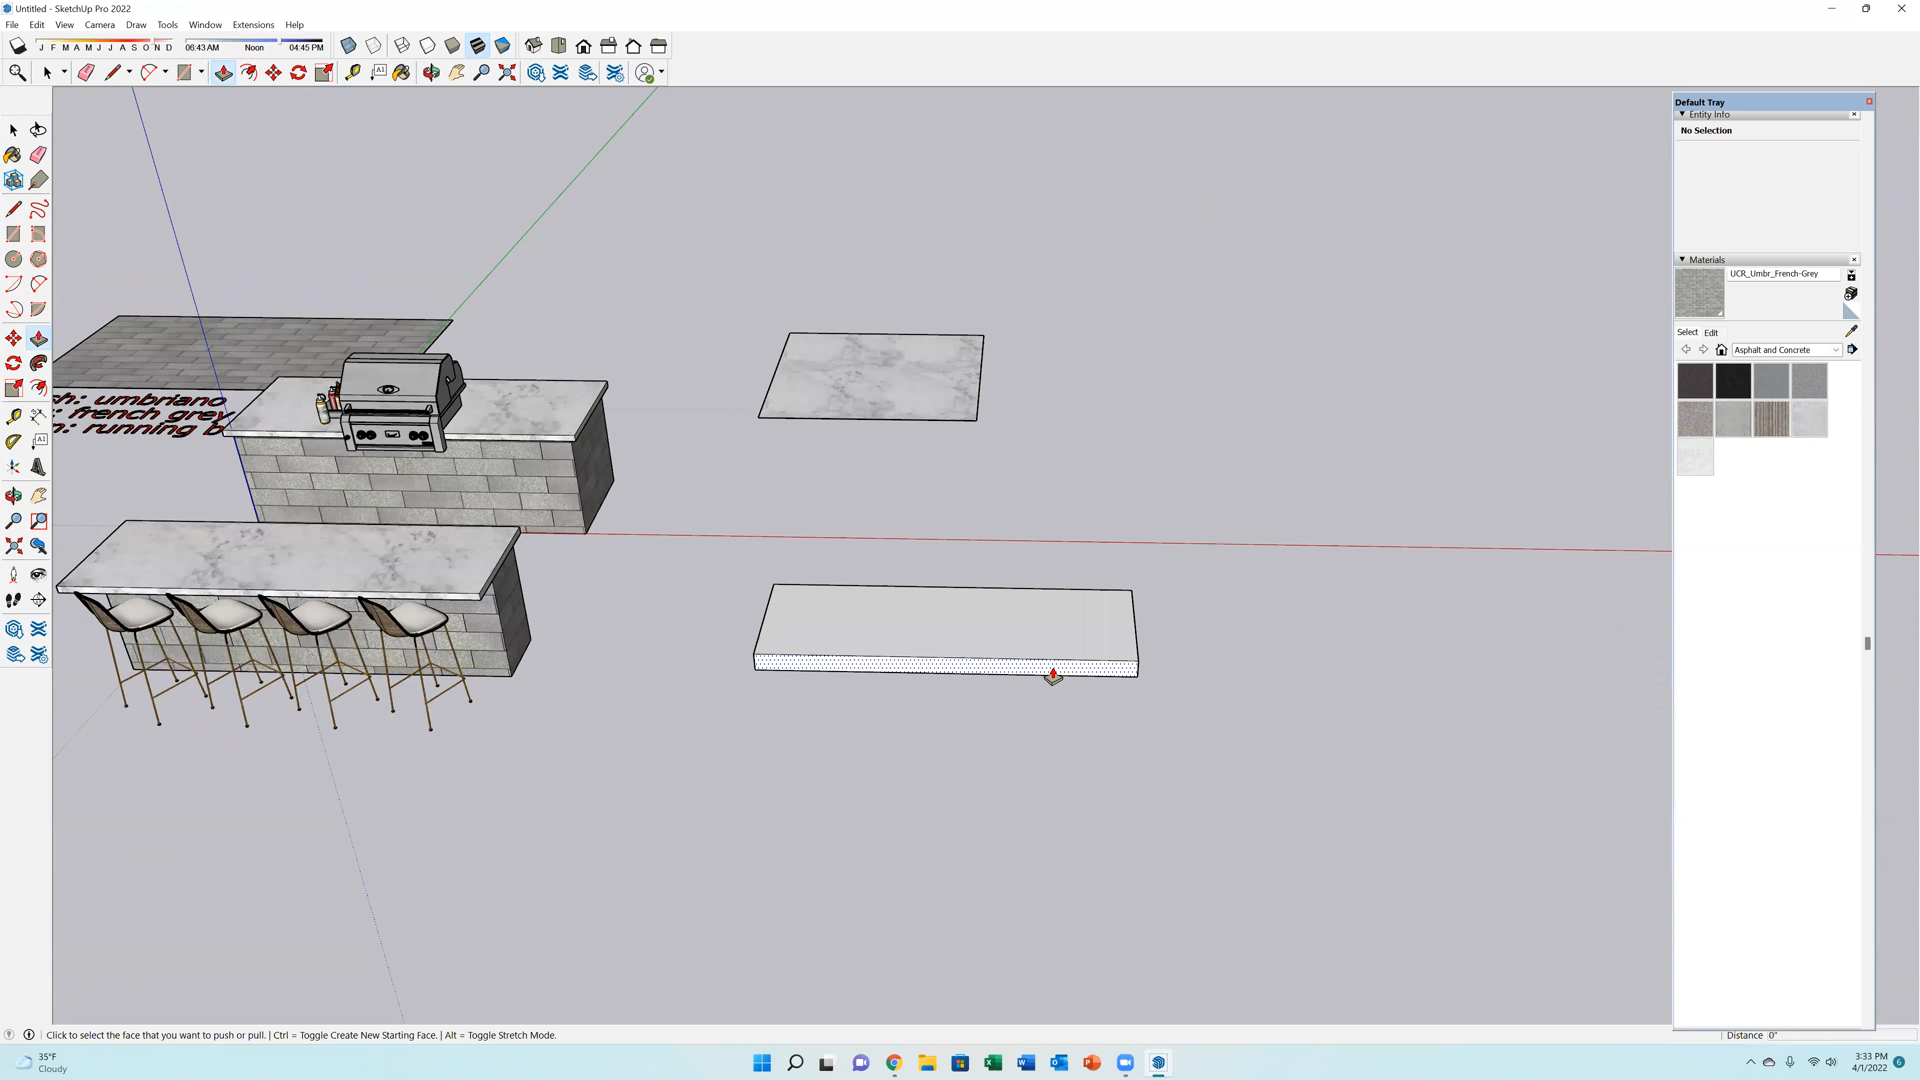 Untitled - SketchUp Pro 2022
File Edit View Camera Draw Tools Window Extensions Help
J F M A M J J A S O N D 06:43 AM Noon 04:45 PM
A1
Default Tray
Entity Info
No Selection
Materials
UCR_Umbr_French-Grey
Select Edit
Asphalt and Concrete
umbriano
french grey
running b
A1
Click to select the face that you want to push or pull. | Ctrl = Toggle Create New Starting Face. | Alt = Toggle Stretch Mode.
Distance 0"
35°F
Cloudy
3:33 PM
4/1/2022
6